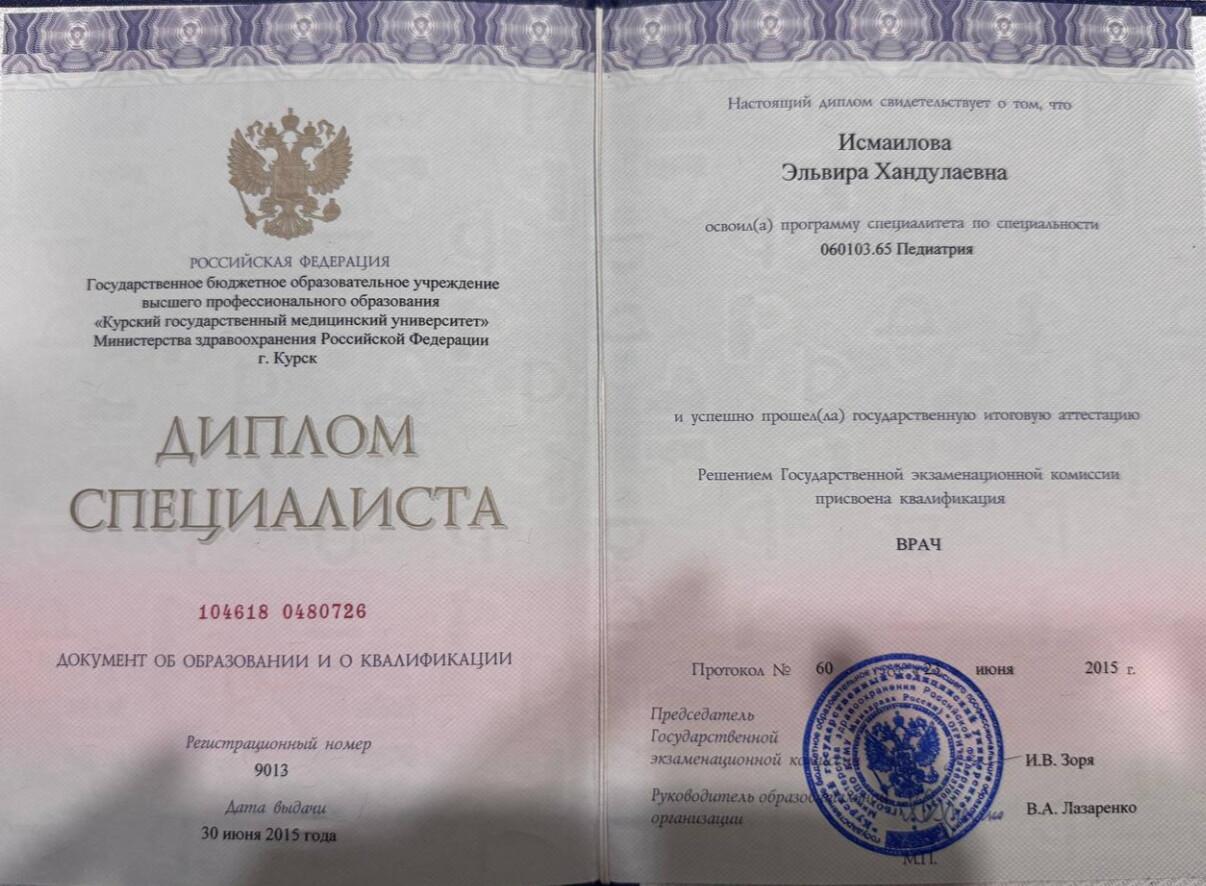 РОССИЙСКАЯ ФЕДЕРАЦИЯ
Государственное бюджетное образовательное учреждение
высшего профессионального образования
«Курский государственный медицинский университет»
Министерства здравоохранения Российской Федерации
г. Курск
ДИПЛОМ
СПЕЦИАЛИСТА
104618 0480726
ДОКУМЕНТ ОБ ОБРАЗОВАНИИ И О КВАЛИФИКАЦИИ
Регистрационный номер
9013
Дата выдачи
30 июня 2015 года
Настоящий диплом свидетельствует о том, что
Исмаилова
Эльвира Хандулаевна
освоил(а) программу специалитета по специальности
060103.65 Педиатрия
и успешно прошел(ла) государственную итоговую аттестацию
Решением Государственной экзаменационной комиссии
присвоена квалификация
ВРАЧ
Протокол № 60 июня 2015 г.
Председатель
Государственной
экзаменационной
И.В. Зоря
Руководитель
организации
В.А. Лазаренко
М.П.